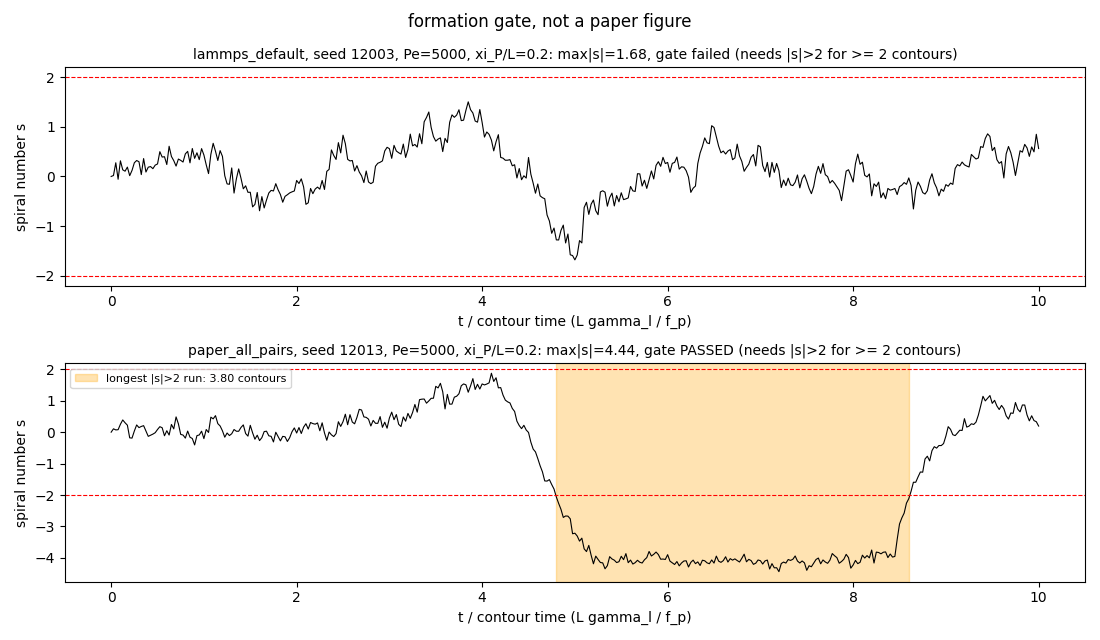 formation gate, not a paper figure
lammps_default, seed 12003, Pe=5000, xi_P/L=0.2: max|s|=1.68, gate failed (needs |s|>2 for >= 2 contours)
2
1
0
−1
−2
spiral number s
0 2 4 6 8 10
t / contour time (L gamma_l / f_p)
paper_all_pairs, seed 12013, Pe=5000, xi_P/L=0.2: max|s|=4.44, gate PASSED (needs |s|>2 for >= 2 contours)
longest |s|>2 run: 3.80 contours
2
1
0
−1
−2
−3
−4
spiral number s
0 2 4 6 8 10
t / contour time (L gamma_l / f_p)